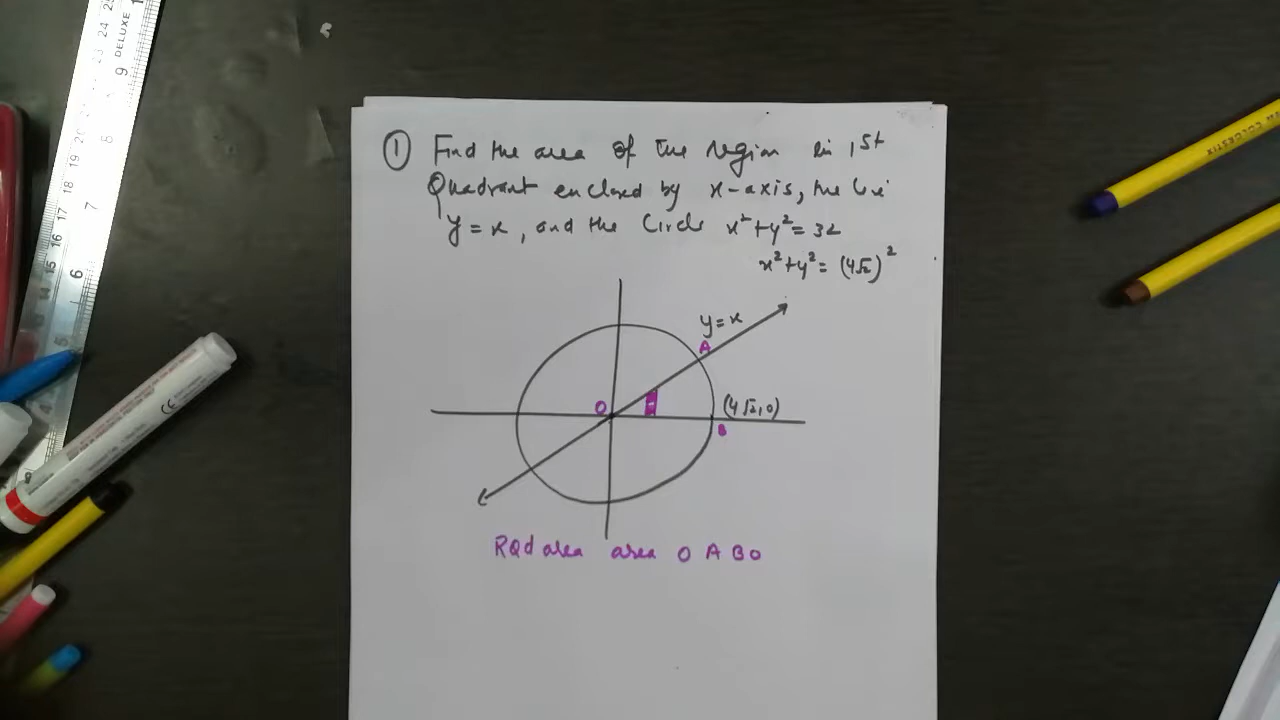 ① Find the area of the region in 1st
Quadrant enclosed by x-axis, the line
y = x, and the Circle x²+y²= 32
x²+y²= (4√2)²
y=x
A
O
(4√2,0)
B
RQd area area O A B O
DELUXE